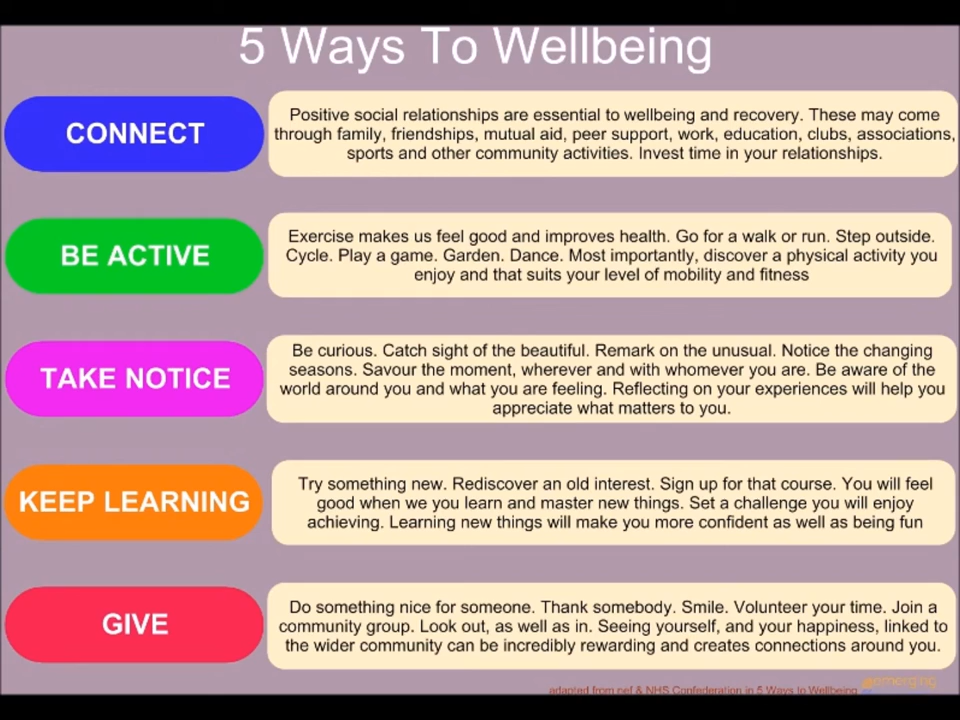 5 Ways To Wellbeing
CONNECT
Positive social relationships are essential to wellbeing and recovery. These may come
through family, friendships, mutual aid, peer support, work, education, clubs, associations,
sports and other community activities. Invest time in your relationships.
BE ACTIVE
Exercise makes us feel good and improves health. Go for a walk or run. Step outside.
Cycle. Play a game. Garden. Dance. Most importantly, discover a physical activity you
enjoy and that suits your level of mobility and fitness
TAKE NOTICE
Be curious. Catch sight of the beautiful. Remark on the unusual. Notice the changing
seasons. Savour the moment, wherever and with whomever you are. Be aware of the
world around you and what you are feeling. Reflecting on your experiences will help you
appreciate what matters to you.
KEEP LEARNING
Try something new. Rediscover an old interest. Sign up for that course. You will feel
good when we you learn and master new things. Set a challenge you will enjoy
achieving. Learning new things will make you more confident as well as being fun
GIVE
Do something nice for someone. Thank somebody. Smile. Volunteer your time. Join a
community group. Look out, as well as in. Seeing yourself, and your happiness, linked to
the wider community can be incredibly rewarding and creates connections around you.
adapted from nef & NHS Confederation in 5 Ways to Wellbeing
emerging